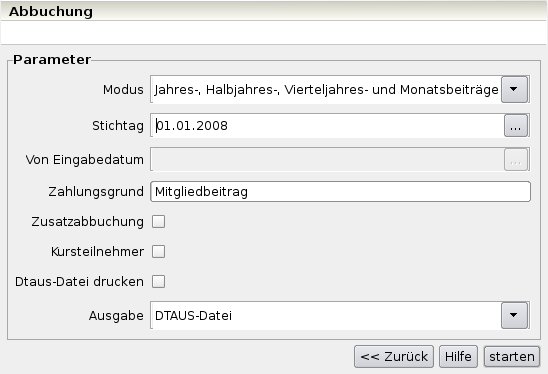 Abbuchung
Parameter
Modus Jahres-, Halbjahres-, Vierteljahres- und Monatsbeiträge
Stichtag 01.01.2008 ...
Von Eingabedatum ...
Zahlungsgrund Mitgliedbeitrag
Zusatzabbuchung
Kursteilnehmer
Dtaus-Datei drucken
Ausgabe DTAUS-Datei
<< Zurück Hilfe starten